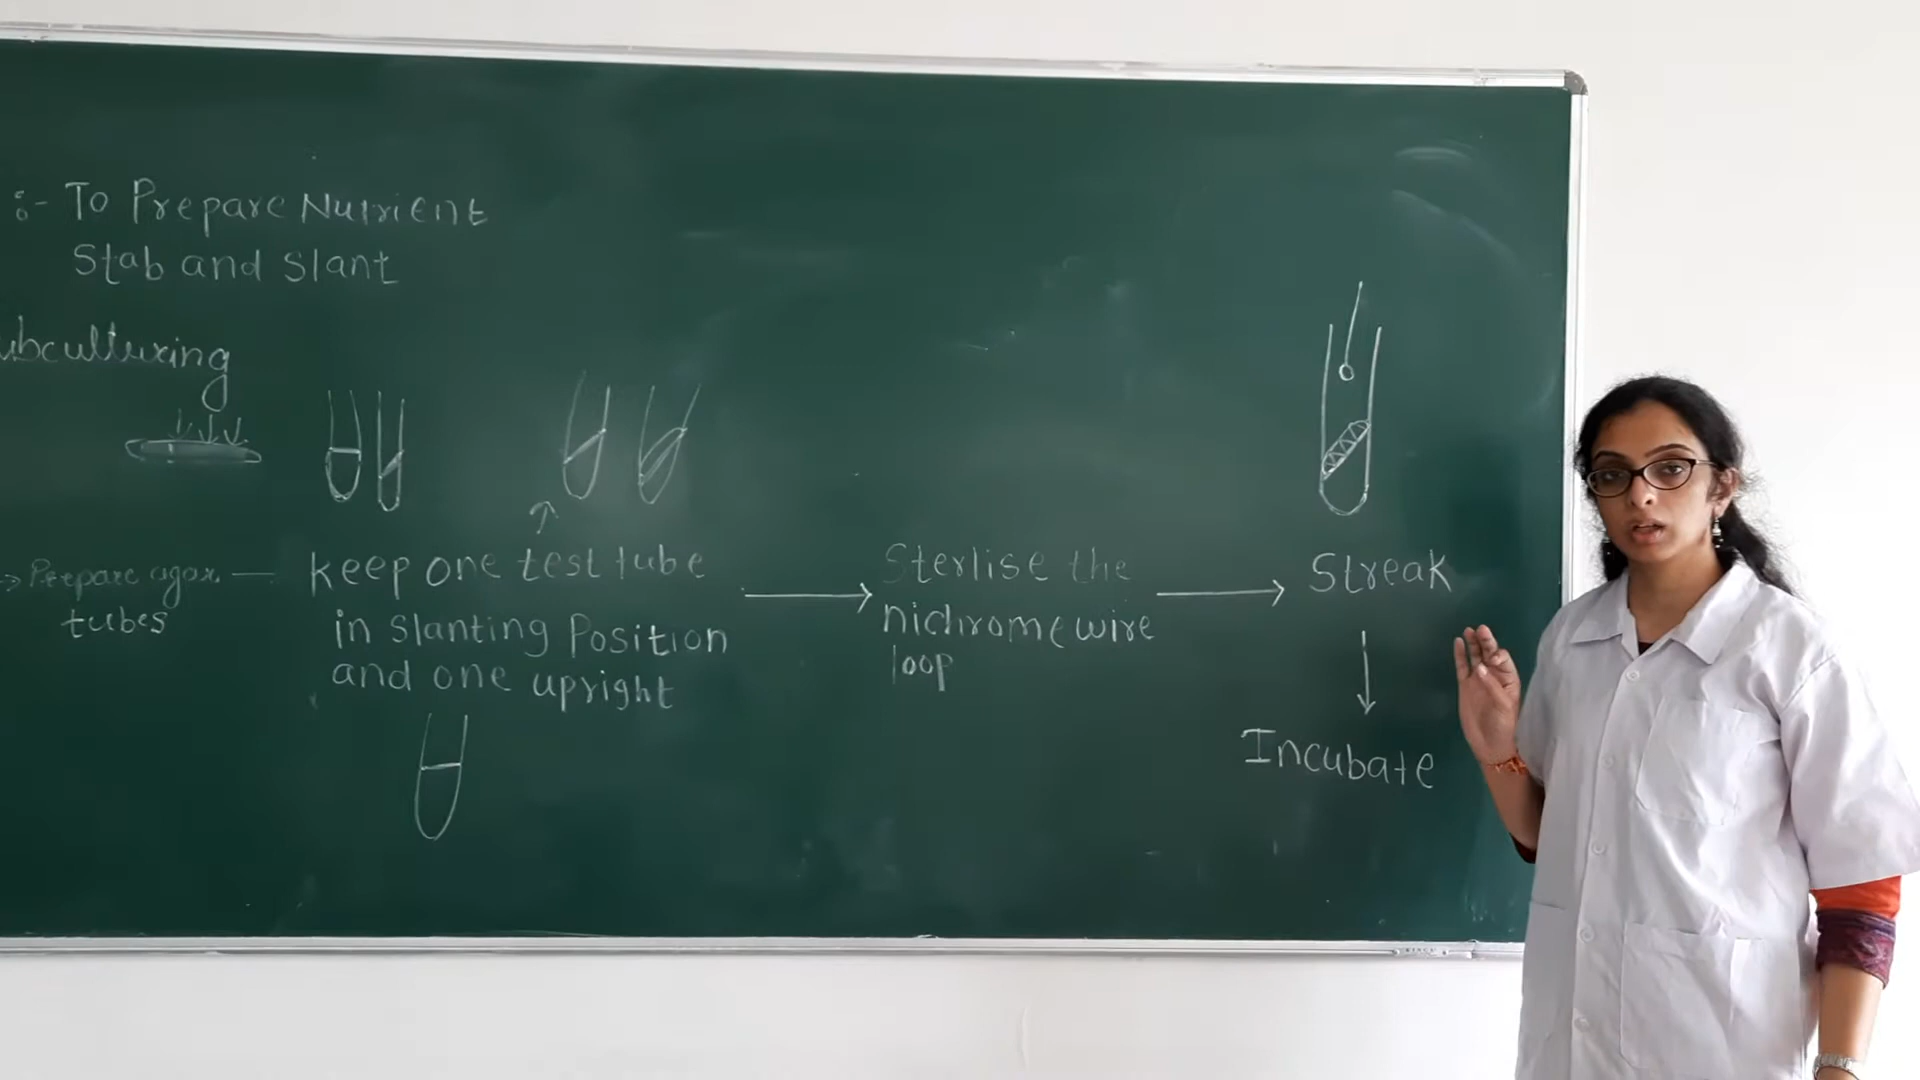 :- To Prepare Nutrient
Stab and Slant
ubculturing
→ Prepare agar
tubes
keep one test tube
in slanting Position
and one upright
Sterlise the
nichrome wire
loop
Streak
Incubate